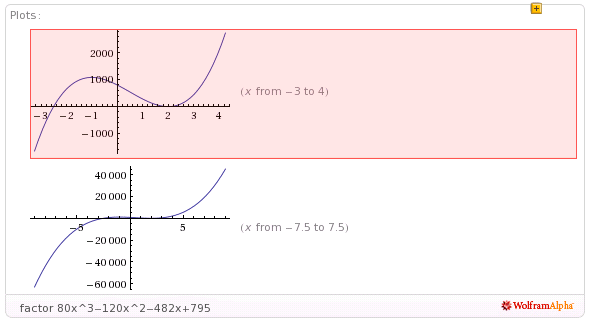 Plots:
2000
1000
−3 −2 −1 1 2 3 4
−1000
(x from −3 to 4)
40 000
20 000
−5 5
−20 000
−40 000
−60 000
(x from −7.5 to 7.5)
factor 80x^3−120x^2−482x+795
WolframAlpha